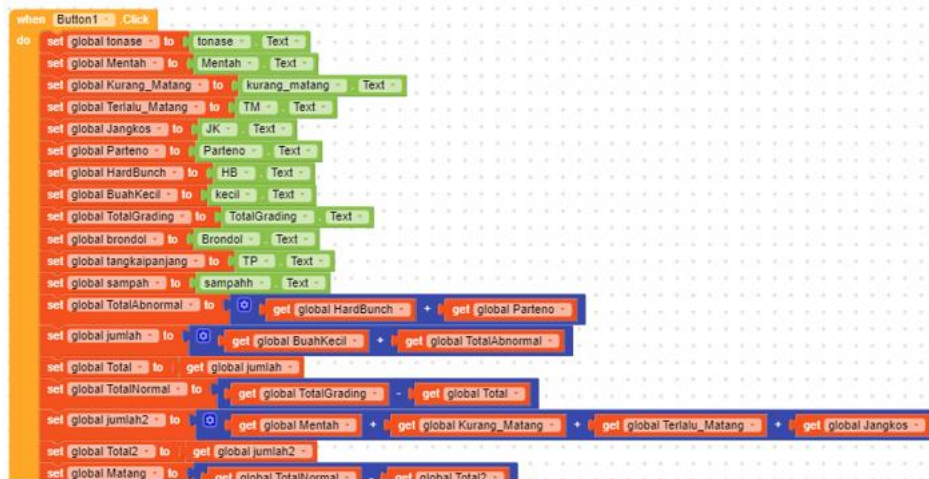 when Button1 .Click
do set global tonase to tonase . Text
set global Mentah to Mentah . Text
set global Kurang_Matang to kurang_matang . Text
set global Terlalu_Matang to TM . Text
set global Jangkos to JK . Text
set global Parteno to Parteno . Text
set global HardBunch to HB . Text
set global BuahKecil to kecil . Text
set global TotalGrading to TotalGrading . Text
set global brondol to Brondol . Text
set global tangkaipanjang to TP . Text
set global sampah to sampahh . Text
set global TotalAbnormal to get global HardBunch + get global Parteno
set global jumlah to get global BuahKecil + get global TotalAbnormal
set global Total to get global jumlah
set global TotalNormal to get global TotalGrading - get global Total
set global jumlah2 to get global Mentah + get global Kurang_Matang + get global Terlalu_Matang + get global Jangkos
set global Total2 to get global jumlah2
set global Matang to get global TotalNormal - get global Total2